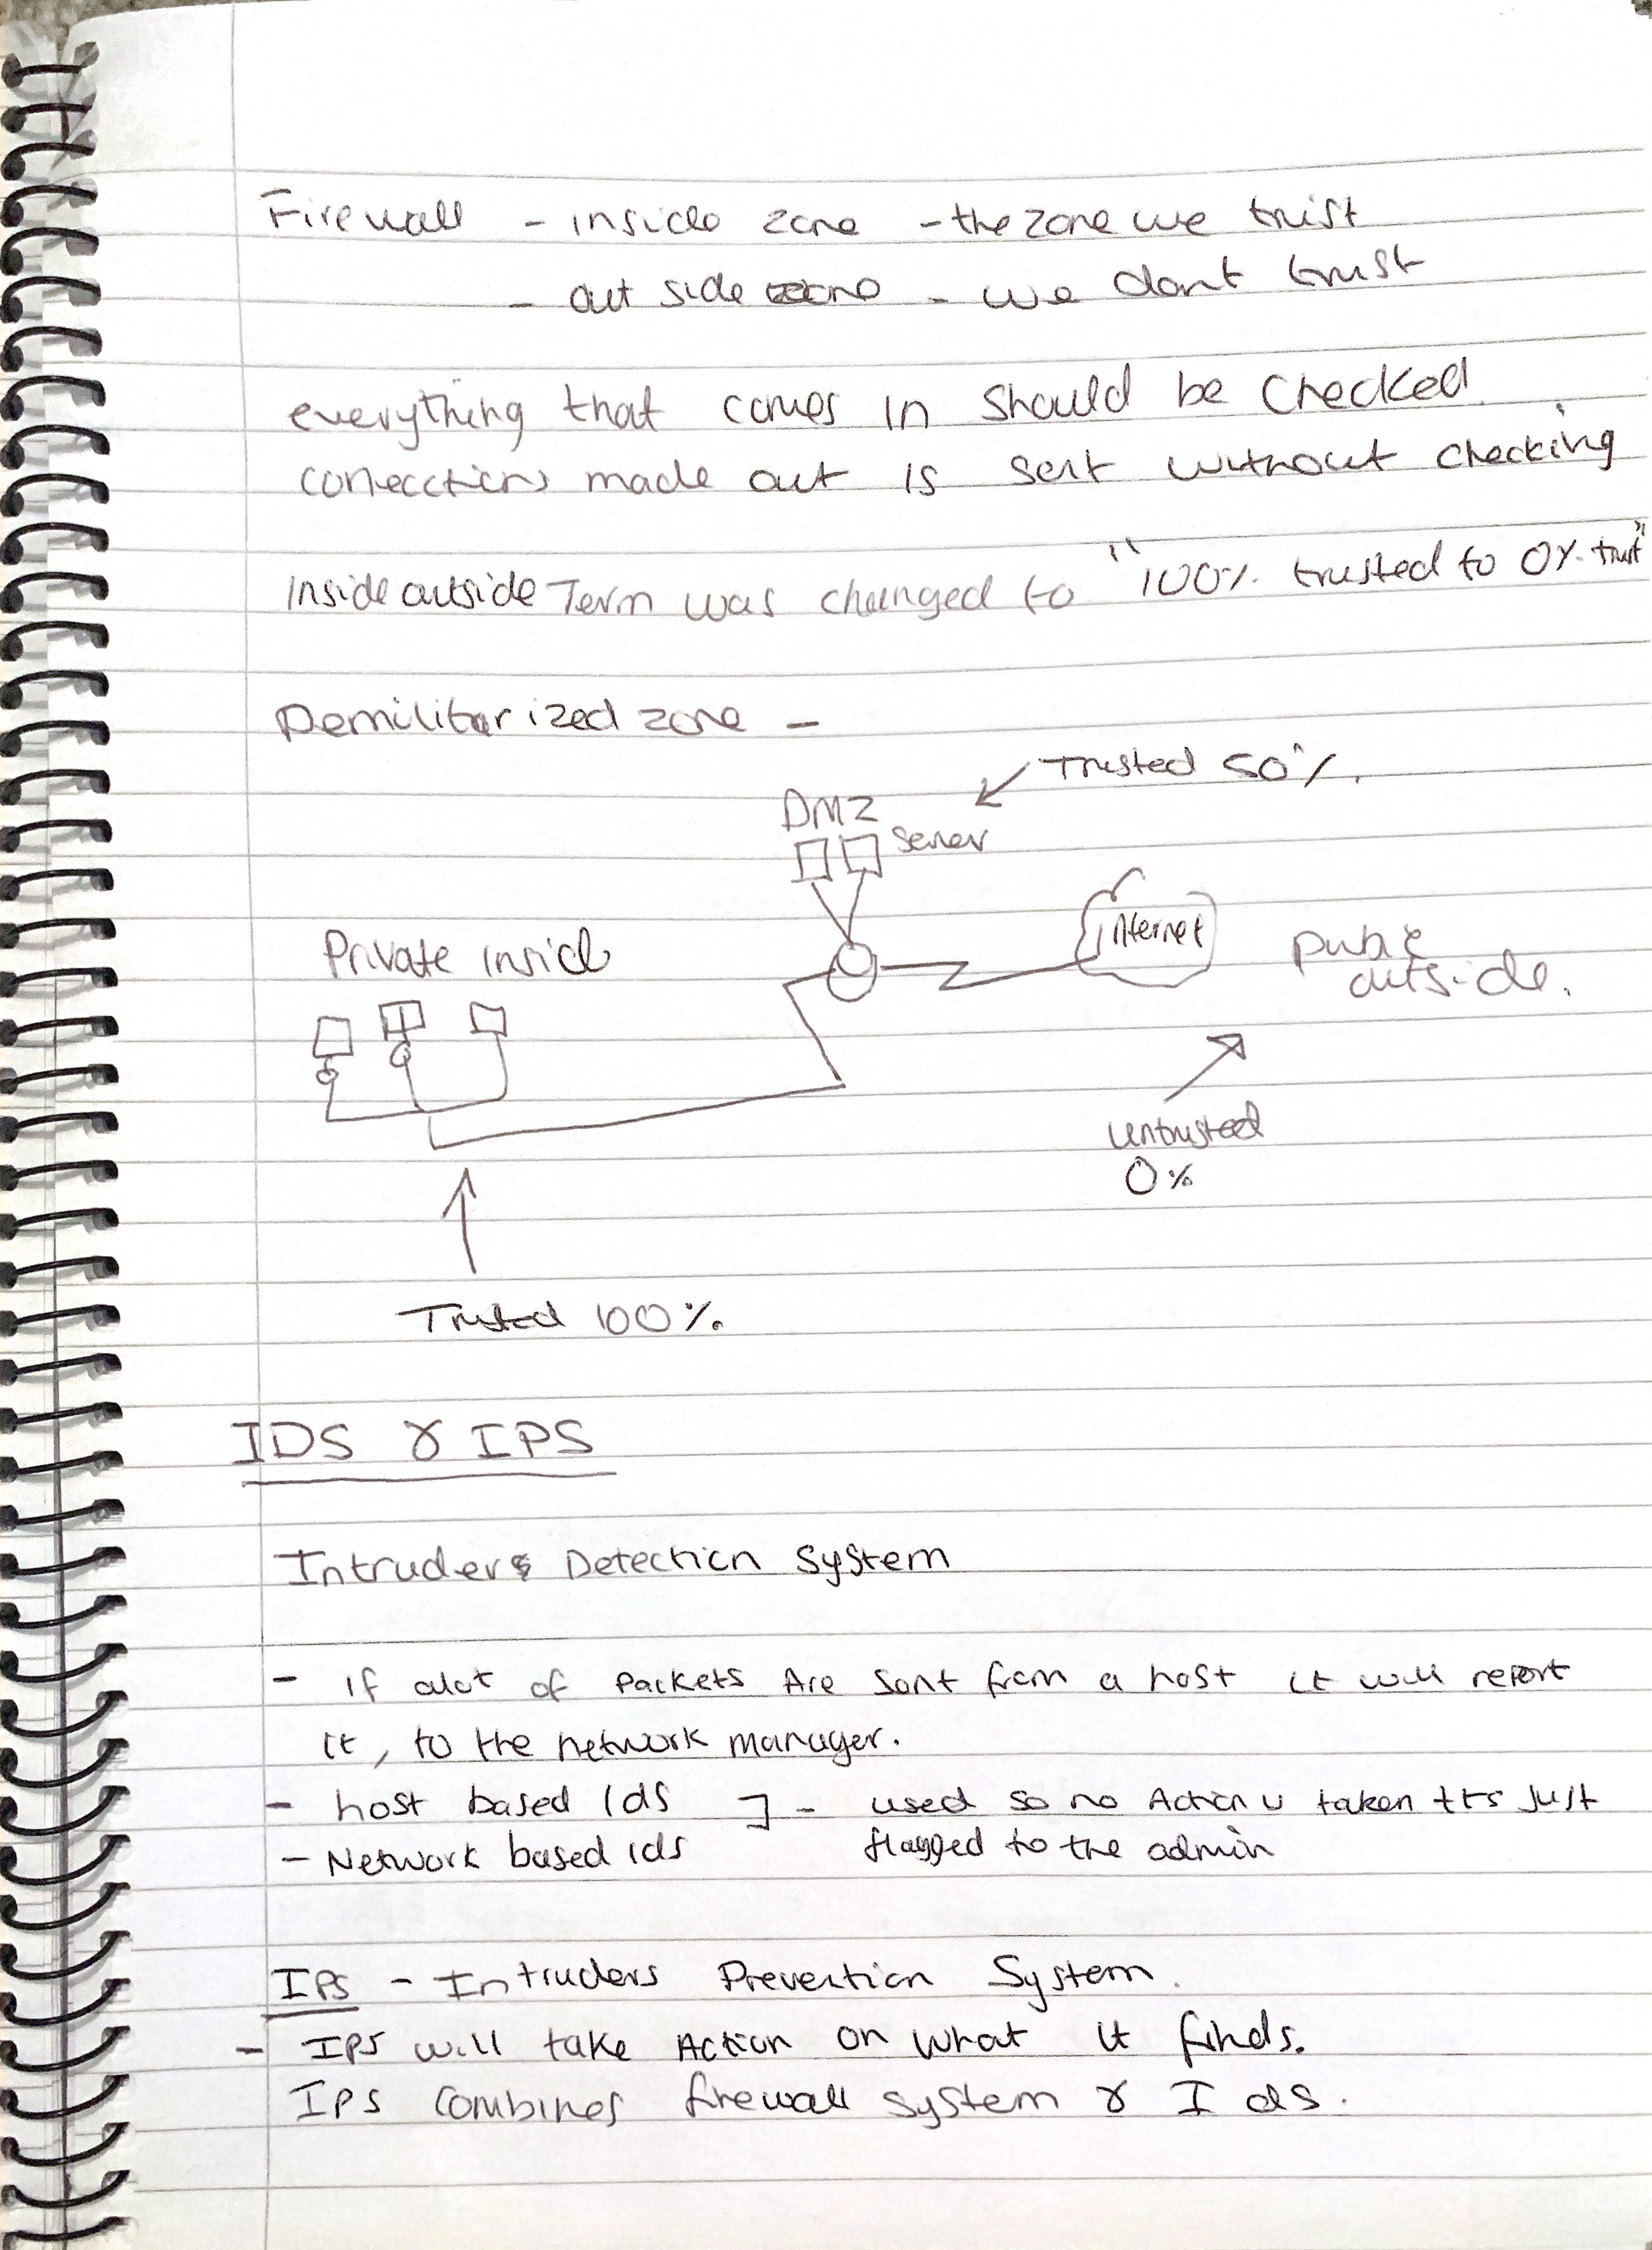 Firewall - inside zone - the zone we trust
- out side zone - we dont trust
everything that comes in should be checked.
conecctions made out is sent without checking
Inside outside Term was changed to "100% trusted to 0% trust"
Demilitarized zone -
Trusted 50%.
DMZ
server
Internet
Private inside
public
outside.
untrusted
0%
Trusted 100%.
IDS & IPS
Intruders Detection System
- If alot of Packets Are sent from a host it will report
it, to the network manager.
- host based Ids ] - used so no Action is taken its just
- Network based ids flagged to the admin
IPS - Intruders Prevention System.
- IPS will take Action on what it finds.
IPS combines firewall system & I ds.